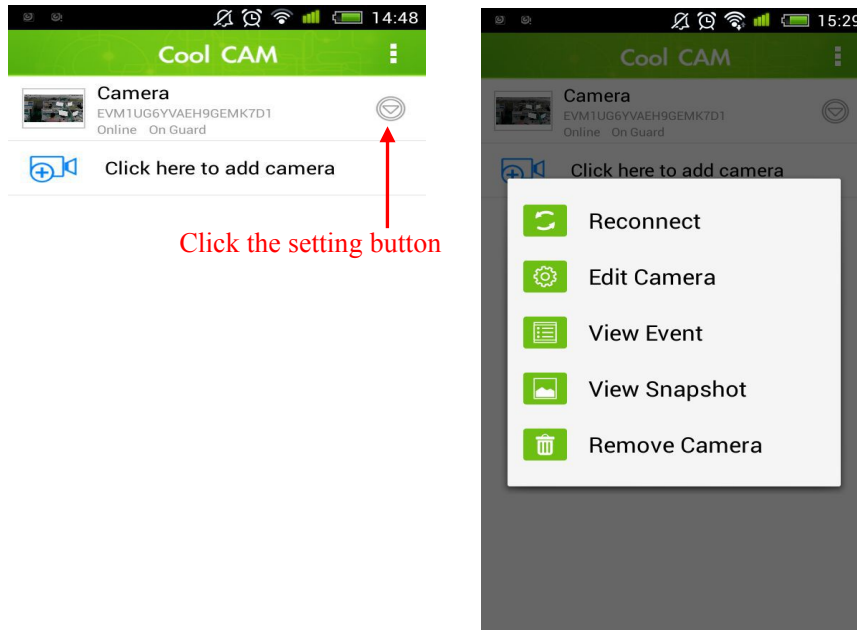 14:48
Cool CAM
Camera
EVM1UG6YVAEH9GEMK7D1
Online On Guard
Click here to add camera
Click the setting button
15:29
Cool CAM
Camera
EVM1UG6YVAEH9GEMK7D1
Online On Guard
Click here to add camera
Reconnect
Edit Camera
View Event
View Snapshot
Remove Camera